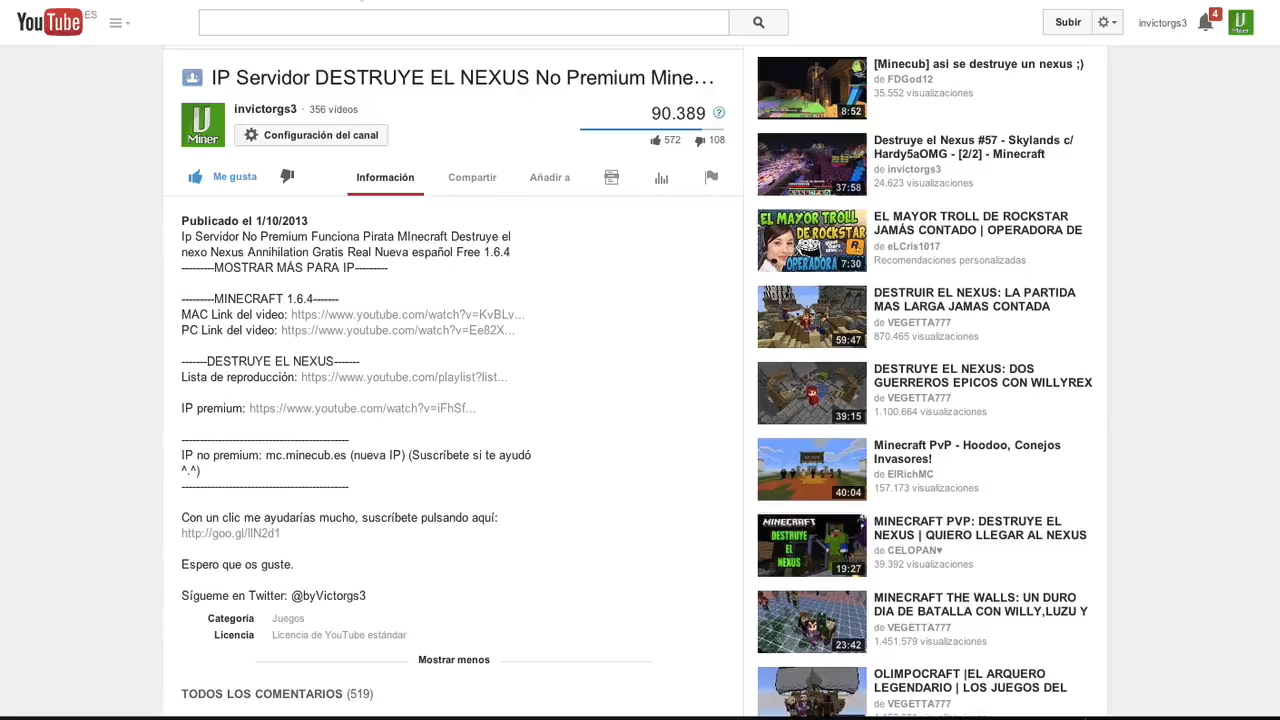 YouTube ES
Subir
invictorgs3
4
U Miner
IP Servidor DESTRUYE EL NEXUS No Premium Mine…
U Miner
invictorgs3 · 356 vídeos
Configuración del canal
90.389 ?
572 108
Me gusta
Información
Compartir
Añadir a
Publicado el 1/10/2013
Ip Servidor No Premium Funciona Pirata MInecraft Destruye el
nexo Nexus Annihilation Gratis Real Nueva español Free 1.6.4
---------MOSTRAR MÁS PARA IP---------
---------MINECRAFT 1.6.4-------
MAC Link del video: https://www.youtube.com/watch?v=KvBLv...
PC Link del video: https://www.youtube.com/watch?v=Ee82X...
-------DESTRUYE EL NEXUS-------
Lista de reproducción: https://www.youtube.com/playlist?list...
IP premium: https://www.youtube.com/watch?v=iFhSf...
----------------------------------------------
IP no premium: mc.minecub.es (nueva IP) (Suscríbete si te ayudó
^.^)
----------------------------------------------
Con un clic me ayudarías mucho, suscríbete pulsando aquí:
Espero que os guste.
Sígueme en Twitter: @byVictorgs3
Categoría Juegos
Licencia Licencia de YouTube estándar
Mostrar menos
TODOS LOS COMENTARIOS (519)
8:52
[Minecub] asi se destruye un nexus ;)
de FDGod12
35.552 visualizaciones
37:58
Destruye el Nexus #57 - Skylands c/
Hardy5aOMG - [2/2] - Minecraft
de invictorgs3
24.623 visualizaciones
EL MAYOR TROLL
DE ROCKSTAR
OPERADORA
R
7:30
EL MAYOR TROLL DE ROCKSTAR
JAMÁS CONTADO | OPERADORA DE
de eLCris1017
Recomendaciones personalizadas
59:47
DESTRUIR EL NEXUS: LA PARTIDA
MAS LARGA JAMAS CONTADA
de VEGETTA777
870.465 visualizaciones
39:15
DESTRUYE EL NEXUS: DOS
GUERREROS EPICOS CON WILLYREX
de VEGETTA777
1.100.664 visualizaciones
40:04
Minecraft PvP - Hoodoo, Conejos
Invasores!
de ElRichMC
157.173 visualizaciones
MINECRAFT
DESTRUYE
EL
NEXUS
19:27
MINECRAFT PVP: DESTRUYE EL
NEXUS | QUIERO LLEGAR AL NEXUS
de CELOPAN♥
39.392 visualizaciones
23:42
MINECRAFT THE WALLS: UN DURO
DIA DE BATALLA CON WILLY,LUZU Y
de VEGETTA777
1.451.579 visualizaciones
OLIMPOCRAFT |EL ARQUERO
LEGENDARIO | LOS JUEGOS DEL
de VEGETTA777